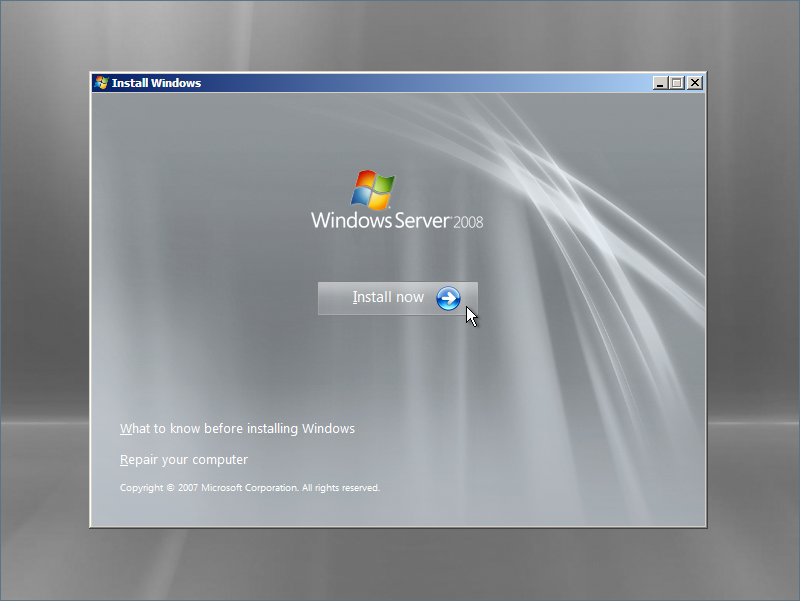 Install Windows
Windows Server 2008
Install now
What to know before installing Windows
Repair your computer
Copyright © 2007 Microsoft Corporation. All rights reserved.